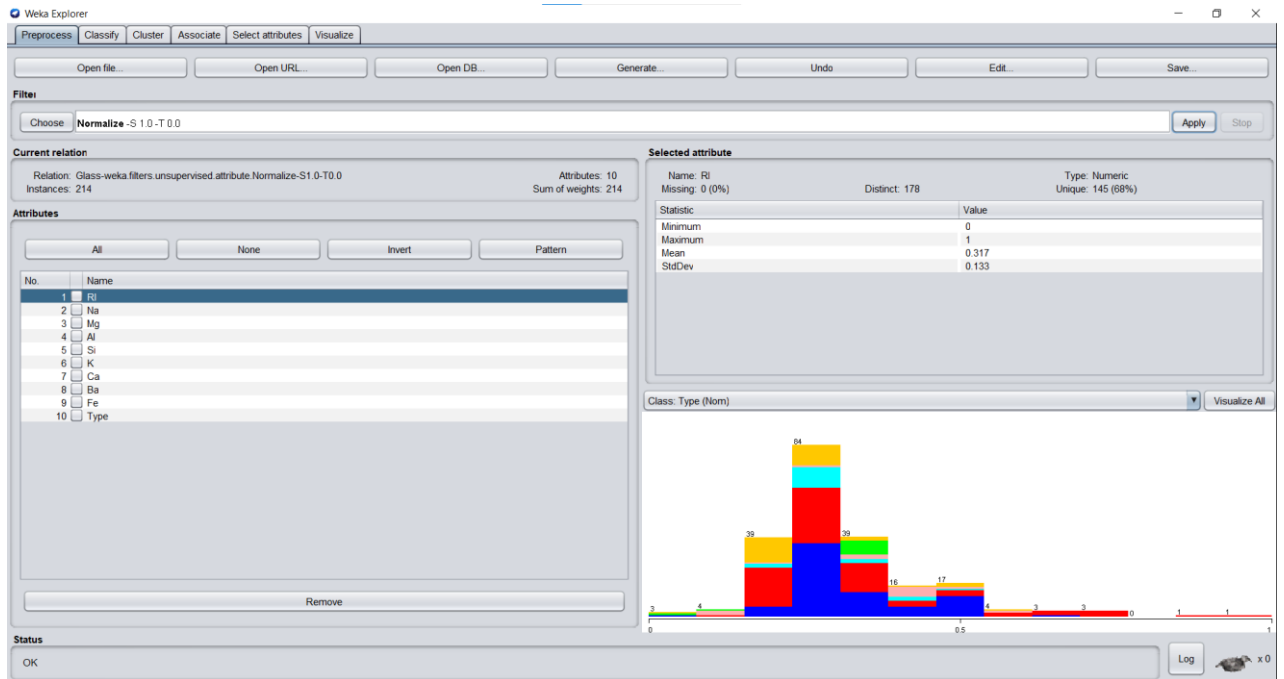 Weka Explorer
Preprocess Classify Cluster Associate Select attributes Visualize
Open file... Open URL... Open DB... Generate... Undo Edit... Save...
Filter
Choose Normalize -S 1.0 -T 0.0 Apply Stop
Current relation
Relation: Glass-weka.filters.unsupervised.attribute.Normalize-S1.0-T0.0 Attributes: 10
Instances: 214 Sum of weights: 214
Attributes
All None Invert Pattern
No. Name
1 RI
2 Na
3 Mg
4 Al
5 Si
6 K
7 Ca
8 Ba
9 Fe
10 Type
Remove
Selected attribute
Name: RI Type: Numeric
Missing: 0 (0%) Distinct: 178 Unique: 145 (68%)
Statistic Value
Minimum 0
Maximum 1
Mean 0.317
StdDev 0.133
Class: Type (Nom) Visualize All
3 4 39 84 39 16 17 4 3 3 0 1 1
0 0.5 1
Status
OK Log x 0